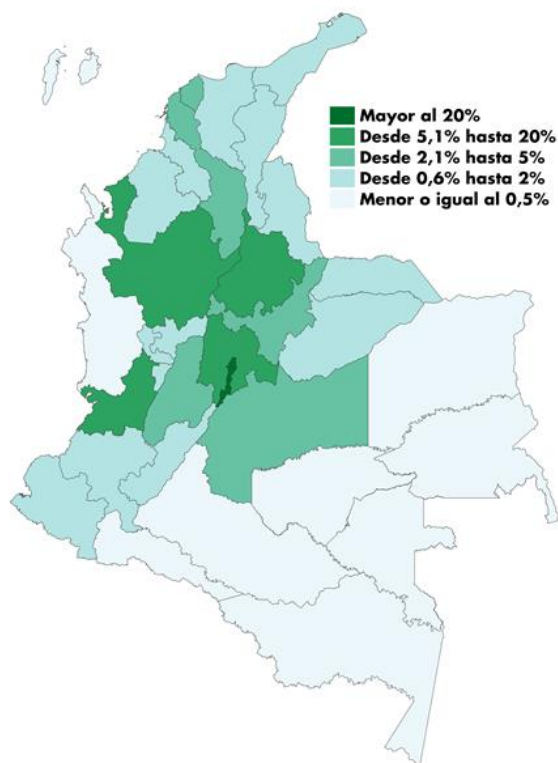 Mayor al 20%
Desde 5,1% hasta 20%
Desde 2,1% hasta 5%
Desde 0,6% hasta 2%
Menor o igual al 0,5%